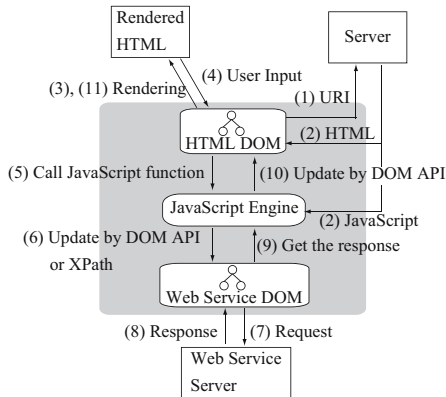 Rendered
HTML
Server
(3), (11) Rendering
(4) User Input
(1) URI
HTML DOM
(2) HTML
(5) Call JavaScript function
(10) Update by DOM API
JavaScript Engine
(2) JavaScript
(6) Update by DOM API
or XPath
(9) Get the response
Web Service DOM
(8) Response
(7) Request
Web Service
Server